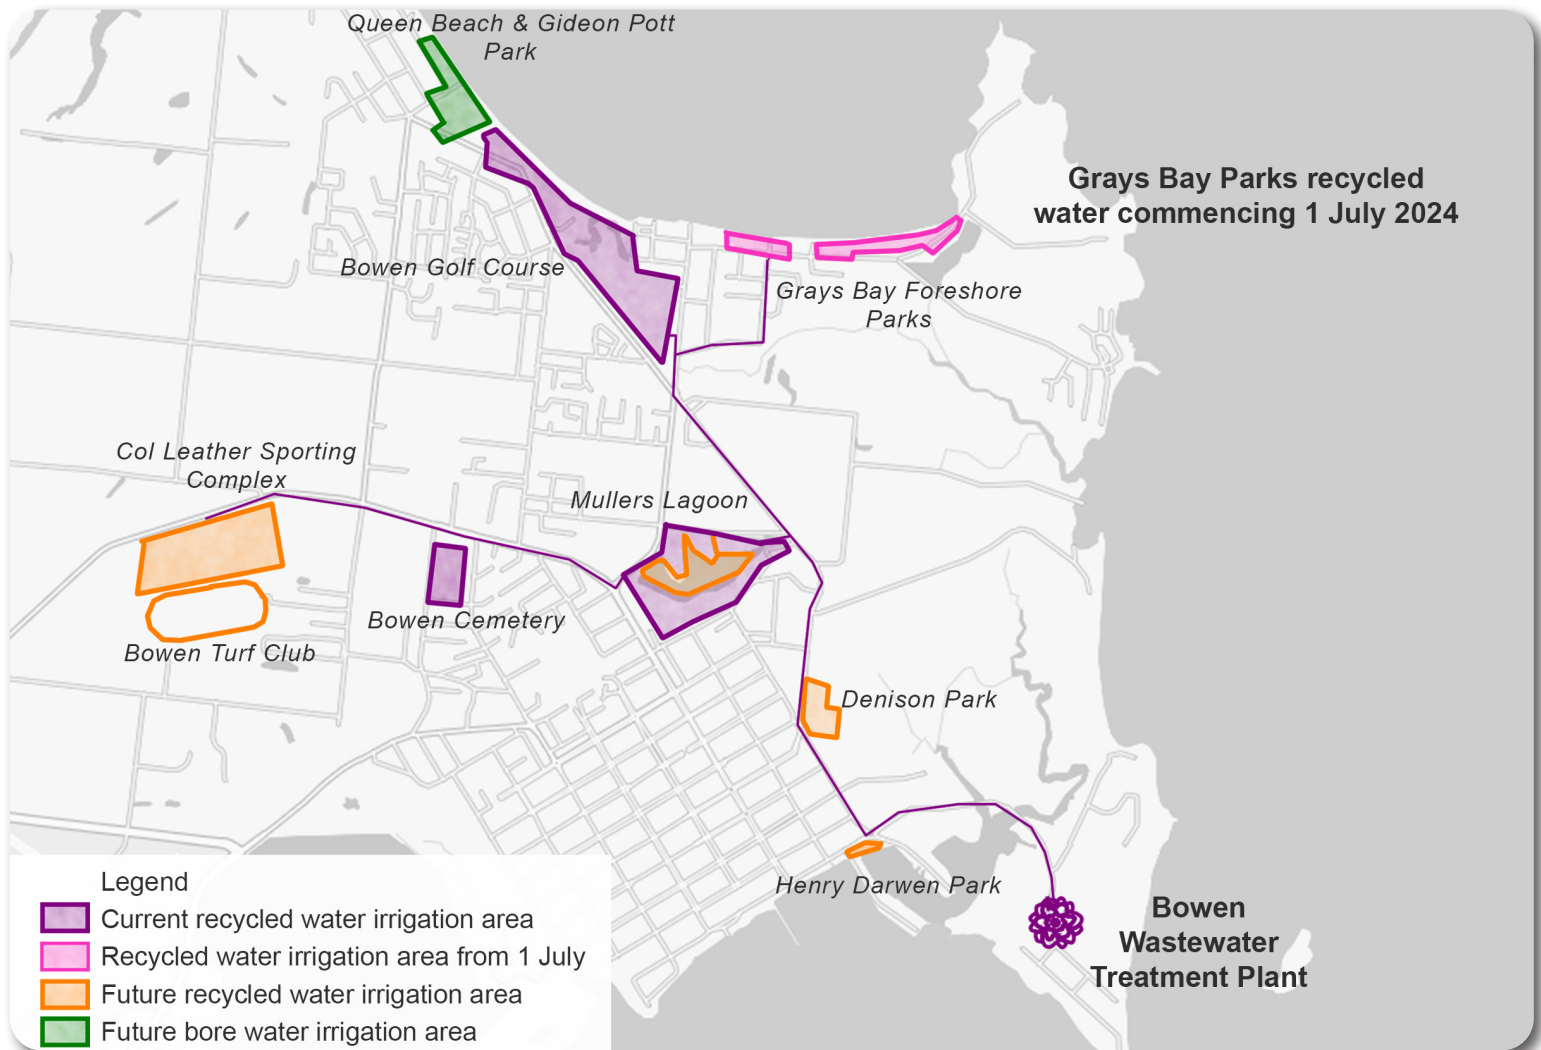 Queen Beach & Gideon Pott
Park
Grays Bay Parks recycled
water commencing 1 July 2024
Bowen Golf Course
Grays Bay Foreshore
Parks
Col Leather Sporting
Complex
Mullers Lagoon
Bowen Cemetery
Bowen Turf Club
Denison Park
Henry Darwen Park
Bowen
Wastewater
Treatment Plant
Legend
Current recycled water irrigation area
Recycled water irrigation area from 1 July
Future recycled water irrigation area
Future bore water irrigation area